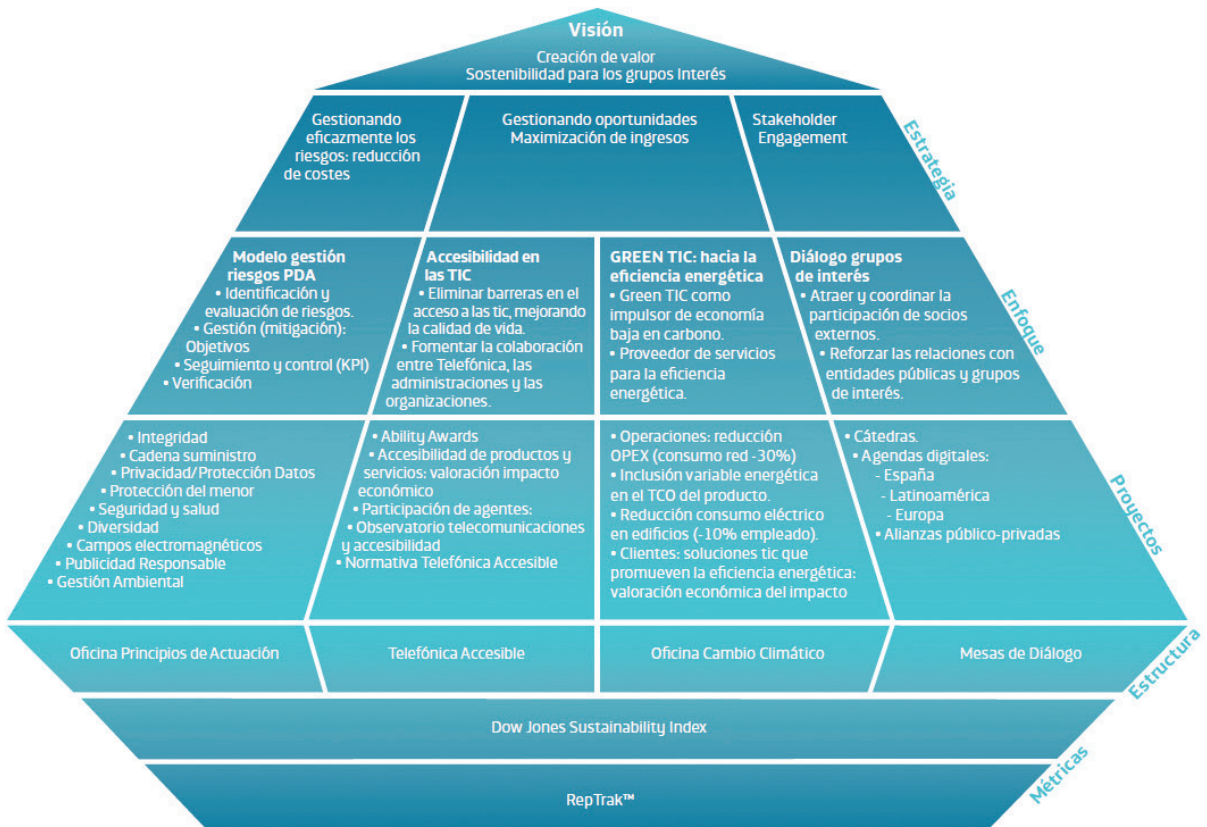 Visión
Creación de valor
Sostenibilidad para los grupos Interés
Gestionando
eficazmente los
riesgos: reducción
de costes
Gestionando oportunidades
Maximización de ingresos
Stakeholder
Engagement
Estrategia
Modelo gestión
riesgos PDA
• Identificación y
evaluación de riesgos.
• Gestión (mitigación):
Objetivos
• Seguimiento y control (KPI)
• Verificación
Accesibilidad en
las TIC
• Eliminar barreras en el
acceso a las tic, mejorando
la calidad de vida.
• Fomentar la colaboración
entre Telefónica, las
administraciones y las
organizaciones.
GREEN TIC: hacia la
eficiencia energética
• Green TIC como
impulsor de economía
baja en carbono.
• Proveedor de servicios
para la eficiencia
energética.
Diálogo grupos
de interés
• Atraer y coordinar la
participación de socios
externos.
• Reforzar las relaciones con
entidades públicas y grupos
de interés.
Enfoque
• Integridad
• Cadena suministro
• Privacidad/Protección Datos
• Protección del menor
• Seguridad y salud
• Diversidad
• Campos electromagnéticos
• Publicidad Responsable
• Gestión Ambiental
• Ability Awards
• Accesibilidad de productos y
servicios: valoración impacto
económico
• Participación de agentes:
• Observatorio telecomunicaciones
y accesibilidad
• Normativa Telefónica Accesible
• Operaciones: reducción
OPEX (consumo red -30%)
• Inclusión variable energética
en el TCO del producto.
• Reducción consumo eléctrico
en edificios (-10% empleado).
• Clientes: soluciones tic que
promueven la eficiencia energética:
valoración económica del impacto
• Cátedras.
• Agendas digitales:
- España
- Latinoamérica
- Europa
• Alianzas público-privadas
Proyectos
Oficina Principios de Actuación
Telefónica Accesible
Oficina Cambio Climático
Mesas de Diálogo
Estructura
Dow Jones Sustainability Index
RepTrak™
Métricas